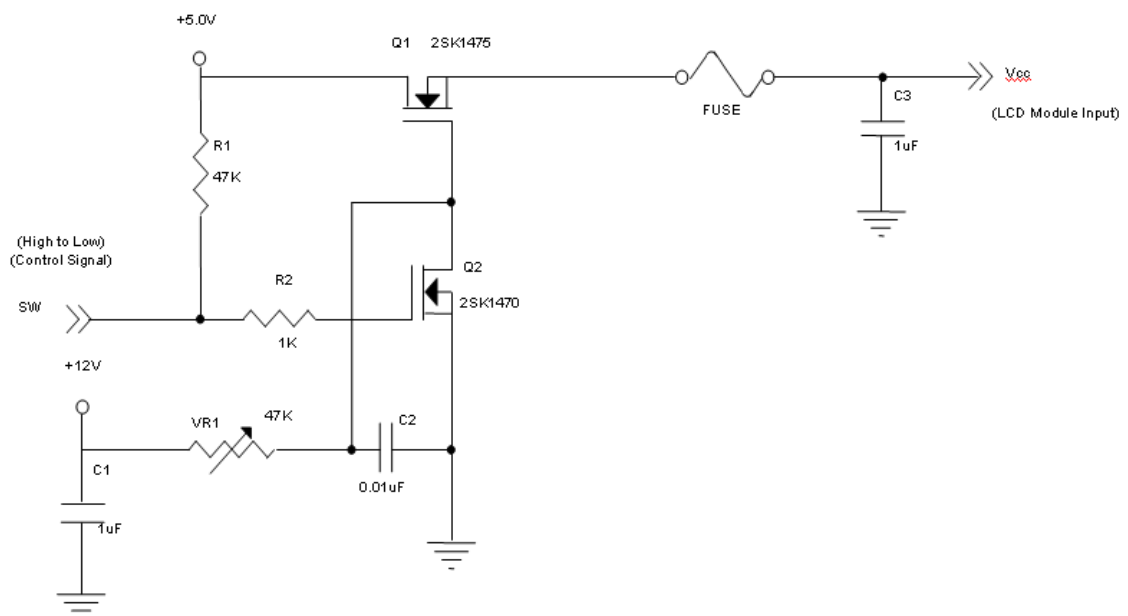 +5.0V
Q1 2SK1475
Vcc
C3
FUSE
(LCD Module Input)
R1
1uF
47K
(High to Low)
(Control Signal)
R2
Q2
SW
2SK1470
1K
+12V
VR1
47K
C2
C1
0.01uF
1uF